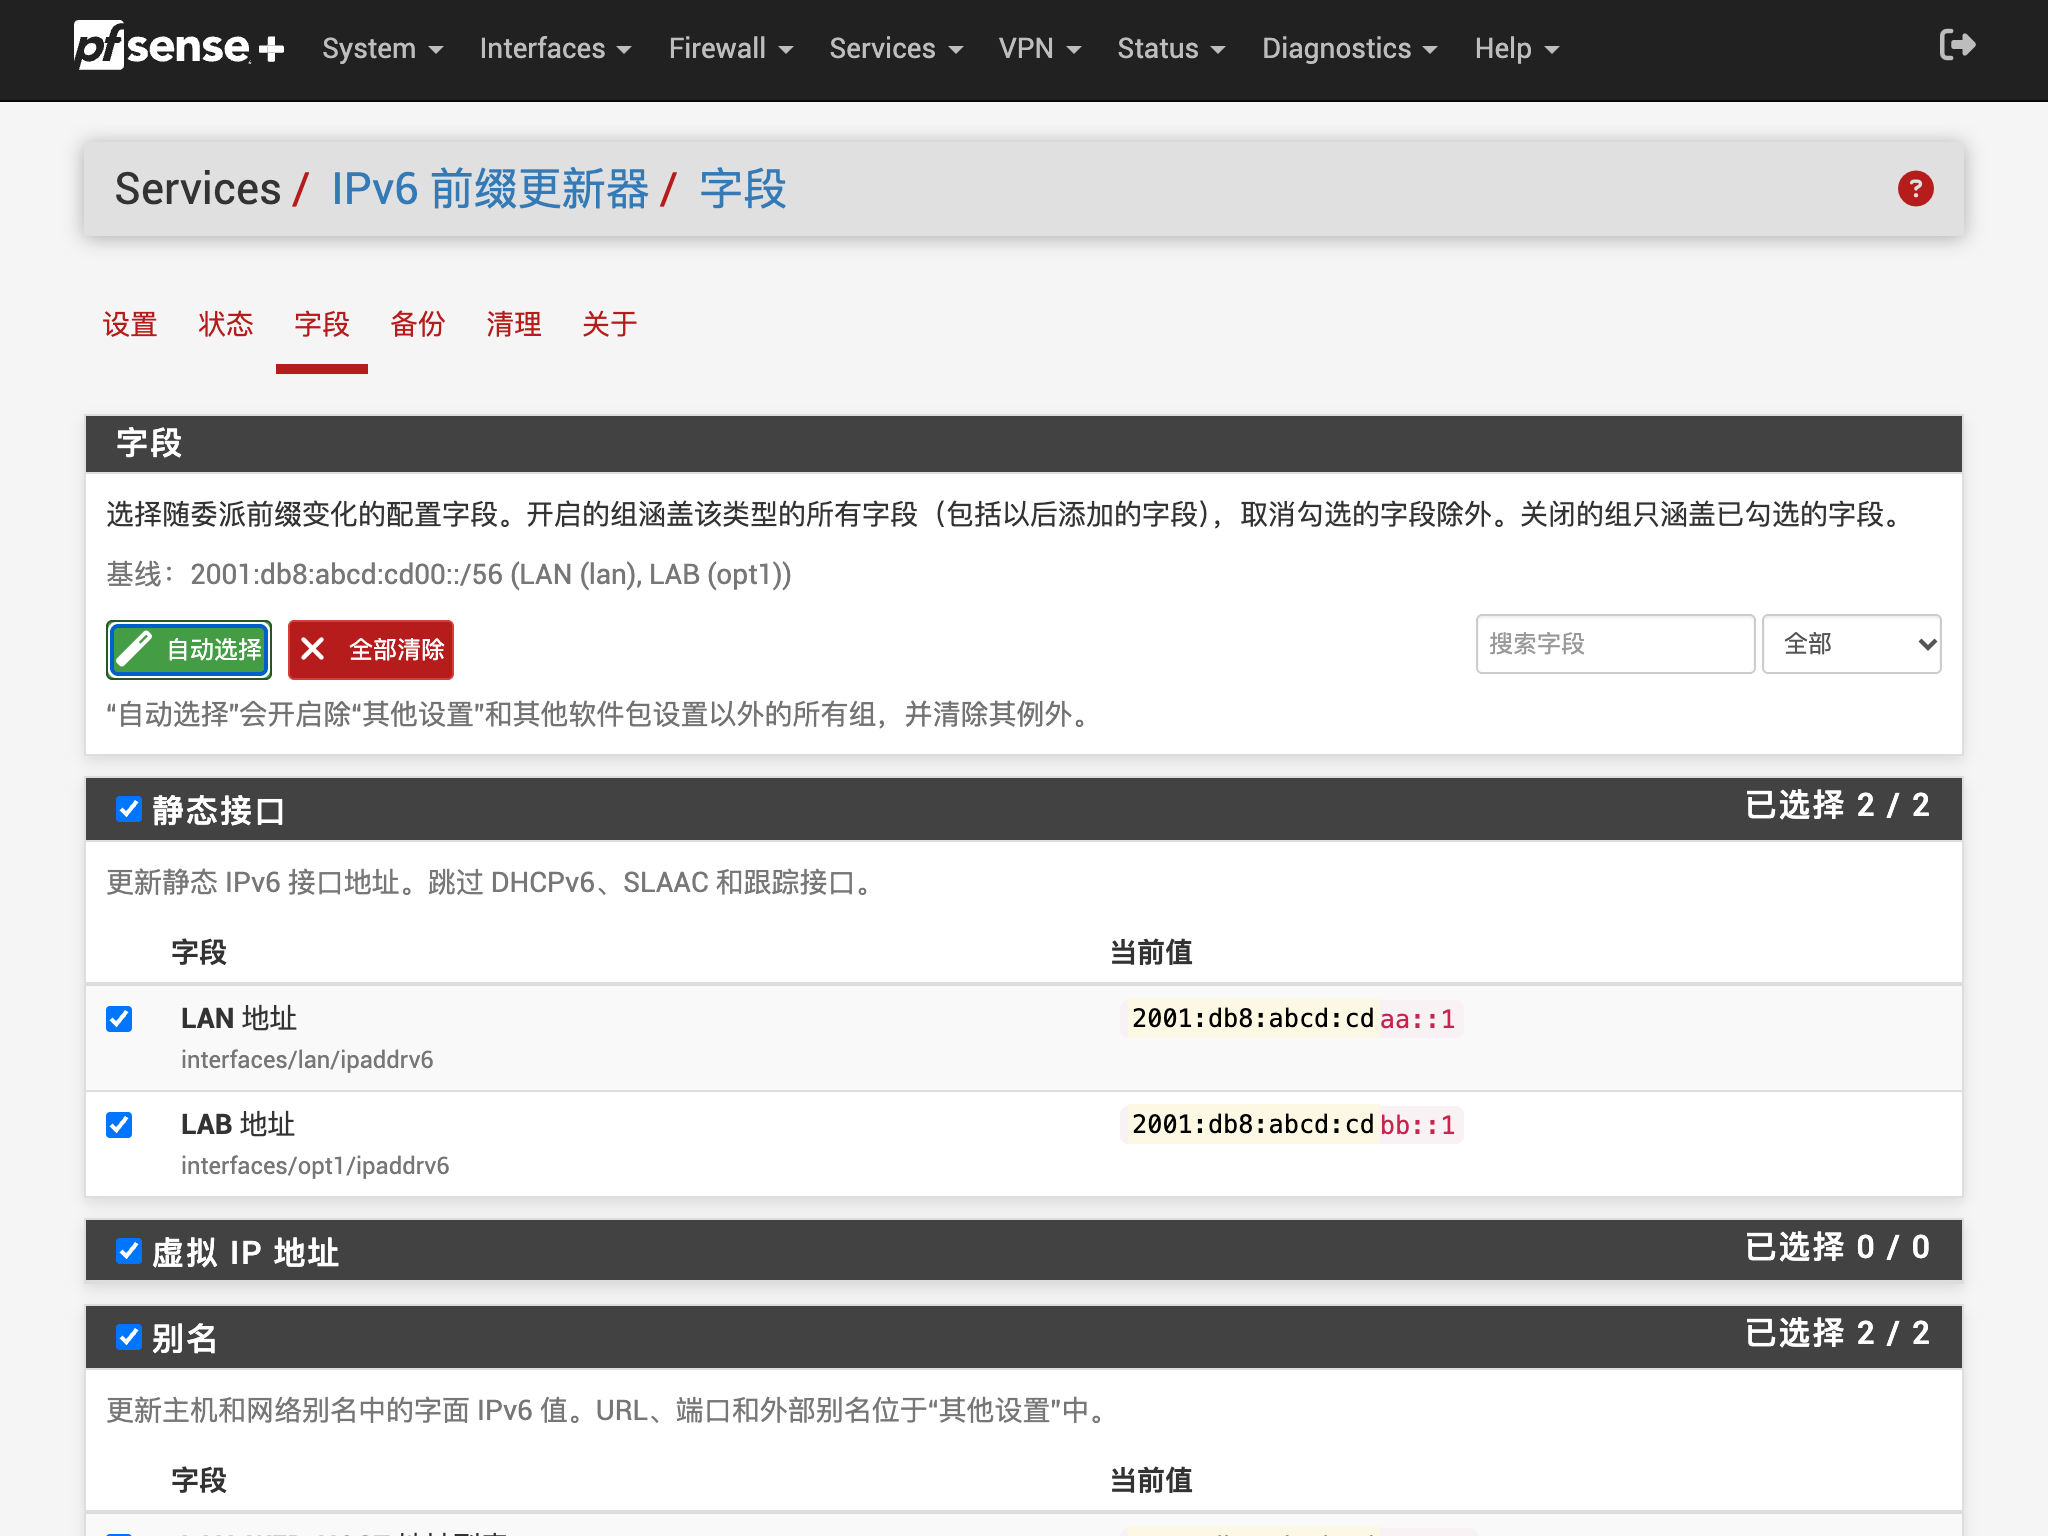 pfsense+ System Interfaces Firewall Services VPN Status Diagnostics Help
Services / IPv6 前缀更新器 / 字段
设置 状态 字段 备份 清理 关于
字段
选择随委派前缀变化的配置字段。开启的组涵盖该类型的所有字段（包括以后添加的字段），取消勾选的字段除外。关闭的组只涵盖已勾选的字段。
基线：2001:db8:abcd:cd00::/56 (LAN (lan), LAB (opt1))
自动选择 全部清除 搜索字段 全部
“自动选择”会开启除“其他设置”和其他软件包设置以外的所有组，并清除其例外。
静态接口 已选择 2 / 2
更新静态 IPv6 接口地址。跳过 DHCPv6、SLAAC 和跟踪接口。
字段 当前值
LAN 地址 2001:db8:abcd:cdaa::1
interfaces/lan/ipaddrv6
LAB 地址 2001:db8:abcd:cdbb::1
interfaces/opt1/ipaddrv6
虚拟 IP 地址 已选择 0 / 0
别名 已选择 2 / 2
更新主机和网络别名中的字面 IPv6 值。URL、端口和外部别名位于“其他设置”中。
字段 当前值